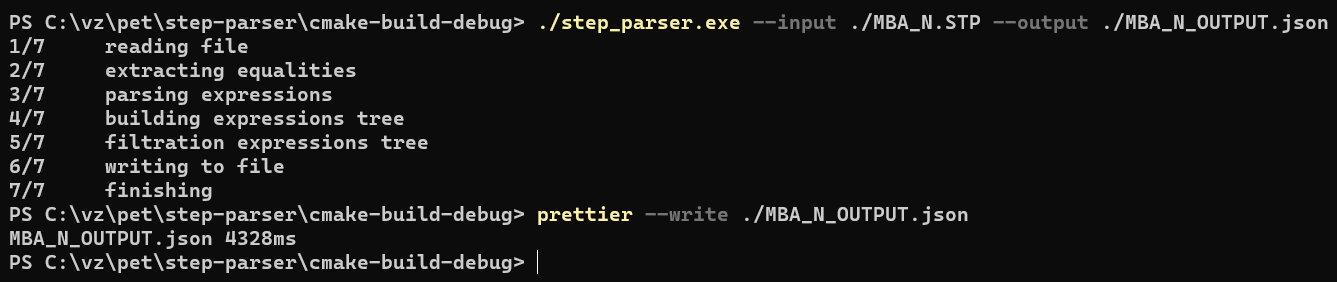 PS C:\vz\pet\step-parser\cmake-build-debug> ./step_parser.exe --input ./MBA_N.STP --output ./MBA_N_OUTPUT.json
1/7 reading file
2/7 extracting equalities
3/7 parsing expressions
4/7 building expressions tree
5/7 filtration expressions tree
6/7 writing to file
7/7 finishing
PS C:\vz\pet\step-parser\cmake-build-debug> prettier --write ./MBA_N_OUTPUT.json
MBA_N_OUTPUT.json 4328ms
PS C:\vz\pet\step-parser\cmake-build-debug>